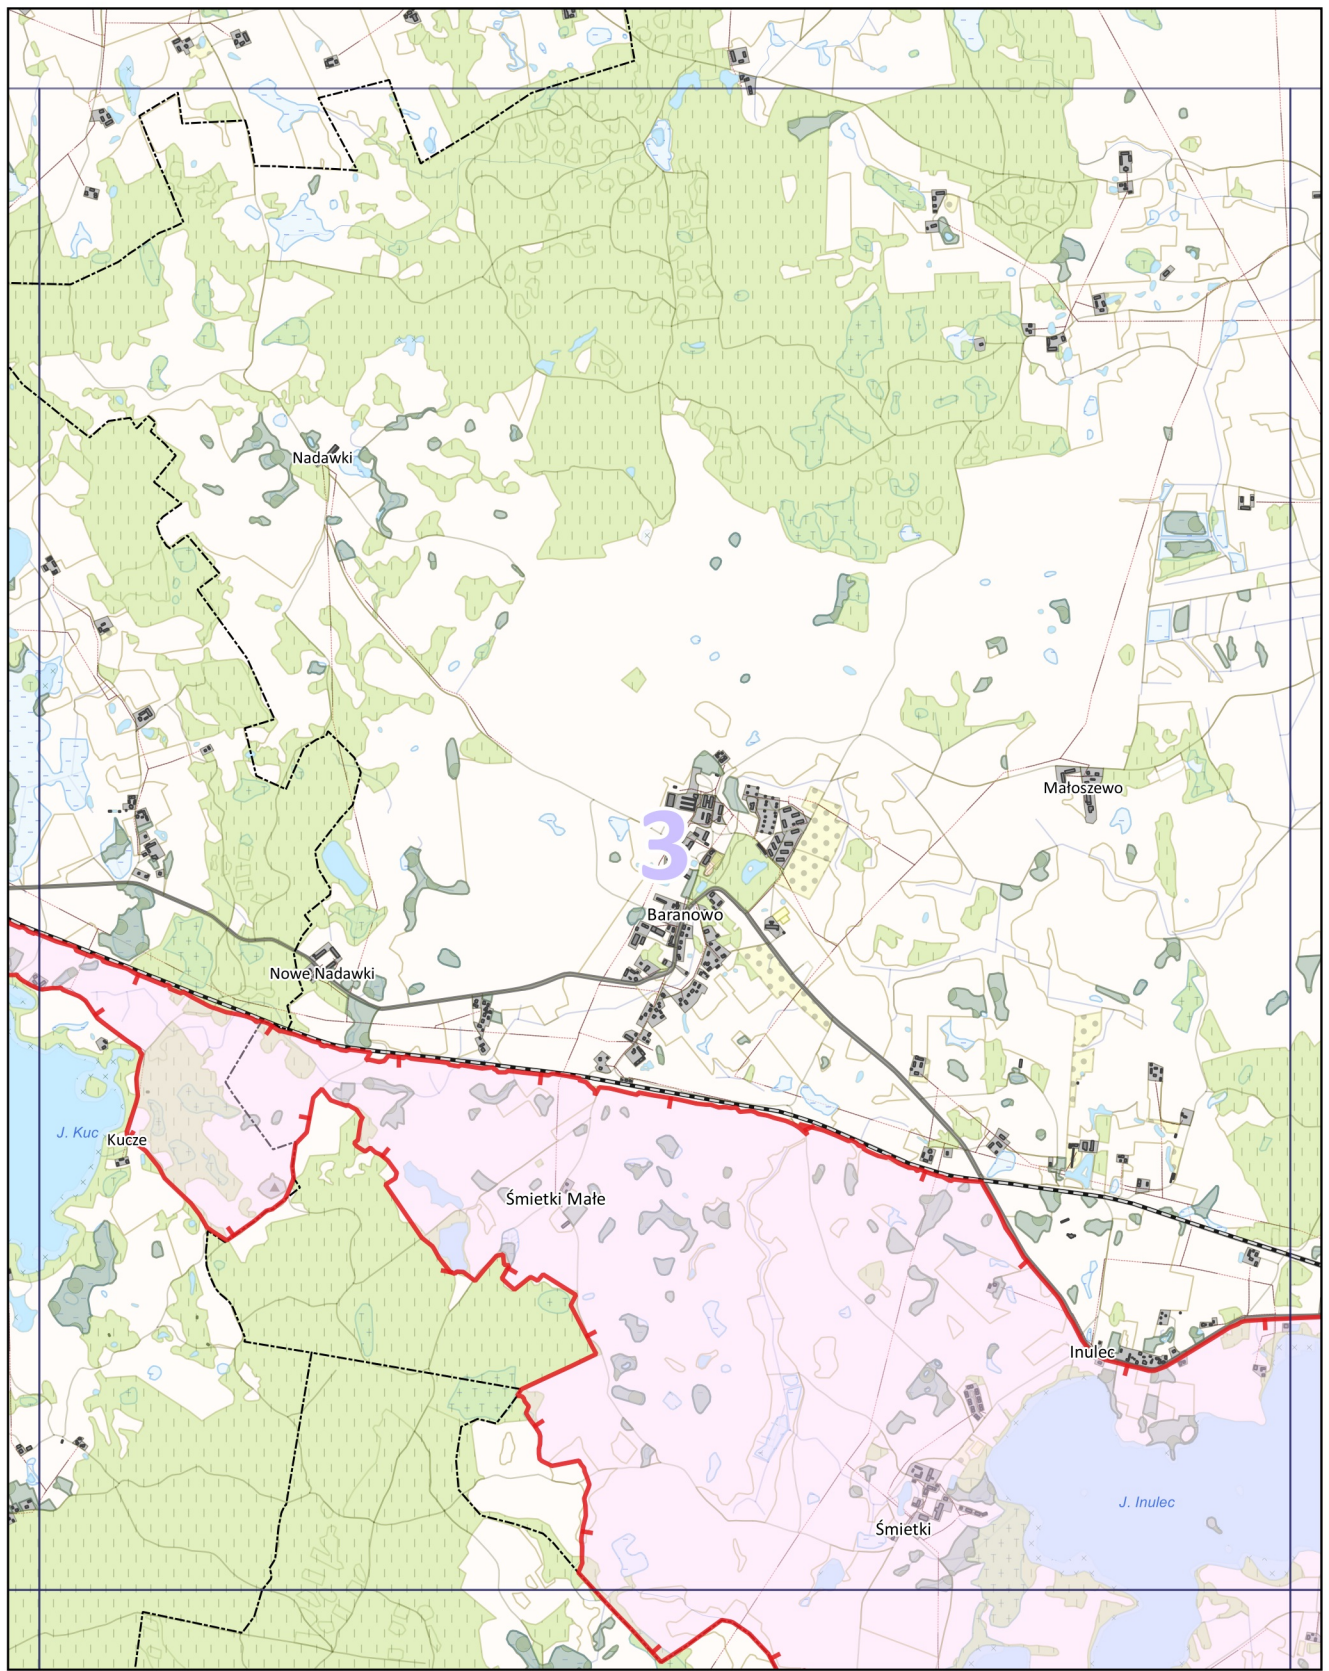 Nadawki
Małoszewo
3
Baranowo
Nowe Nadawki
J. Kuc
Kucze
Śmietki Małe
Inulec
J. Inulec
Śmietki